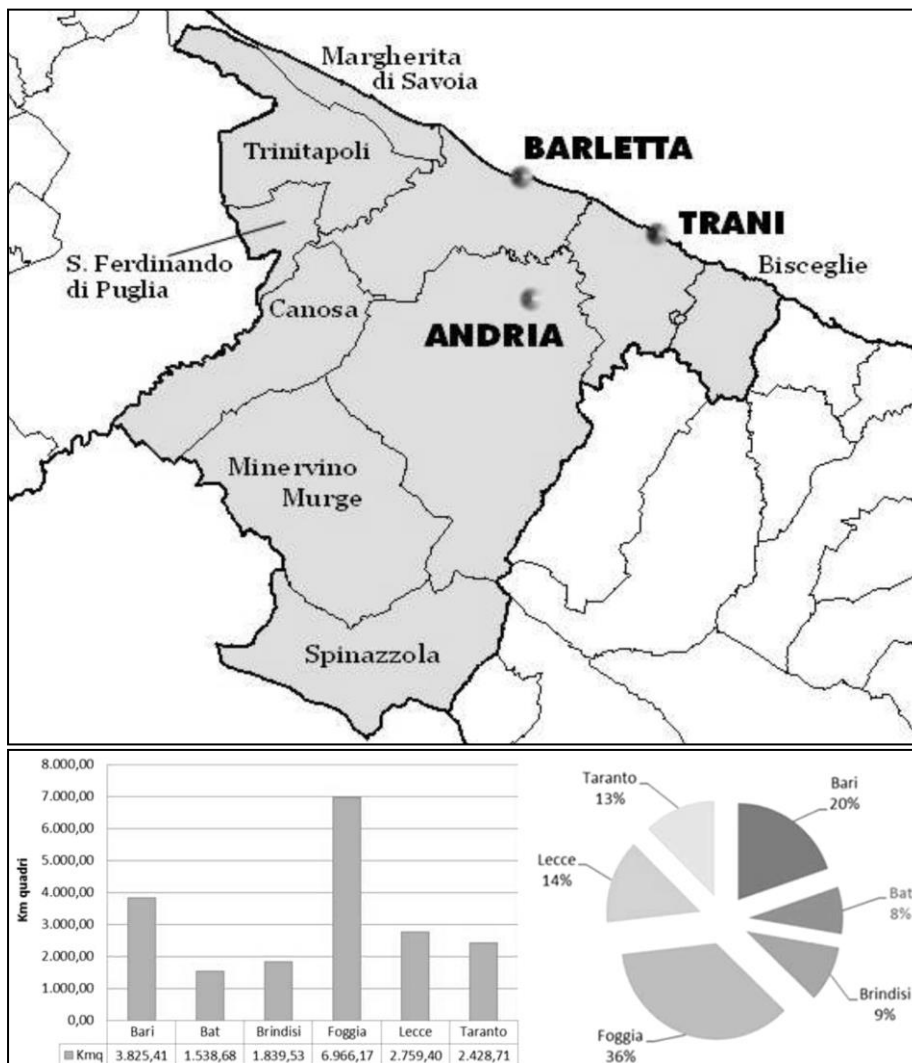 Margherita
di Savoia
Trinitapoli
BARLETTA
TRANI
S. Ferdinando
di Puglia
Bisceglie
Canosa
ANDRIA
Minervino
Murge
Spinazzola
8.000,00
7.000,00
6.000,00
5.000,00
4.000,00
3.000,00
2.000,00
1.000,00
0,00
Km quadri
Bari Bat Brindisi Foggia Lecce Taranto
Kmq 3.825,41 1.538,68 1.839,53 6.966,17 2.759,40 2.428,71
Taranto
13%
Bari
20%
Lecce
14%
Bat
8%
Brindisi
9%
Foggia
36%